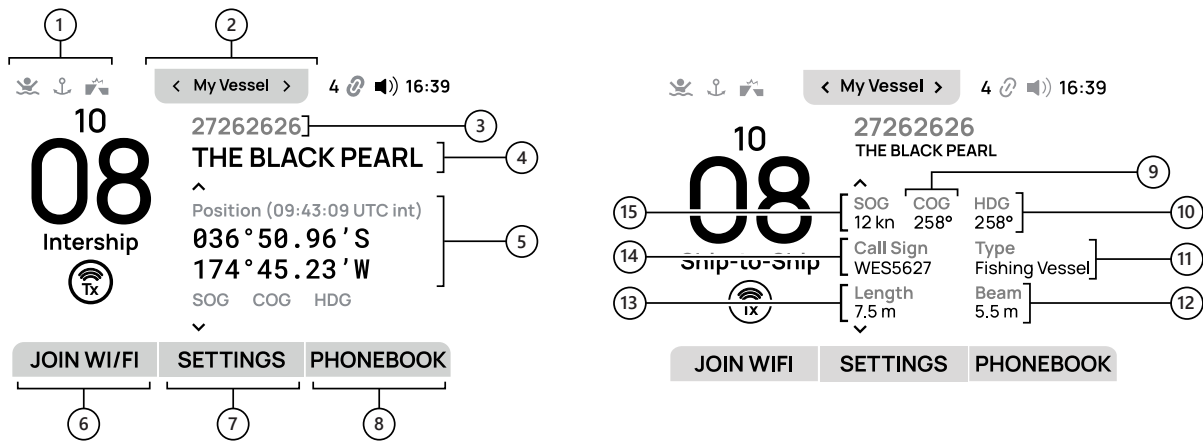 1
2
< My Vessel >
4 16:39
10
08
Intership
Tx
27262626
3
THE BLACK PEARL
4
Position (09:43:09 UTC int)
036°50.96'S
174°45.23'W
5
SOG COG HDG
JOIN WI/FI SETTINGS PHONEBOOK
6 7 8
< My Vessel >
4 16:39
10
08
Ship-to-Ship
Tx
27262626
THE BLACK PEARL
9
15 SOG COG HDG 10
12 kn 258° 258°
14 Call Sign Type 11
WES5627 Fishing Vessel
13 Length Beam 12
7.5 m 5.5 m
JOIN WIFI SETTINGS PHONEBOOK